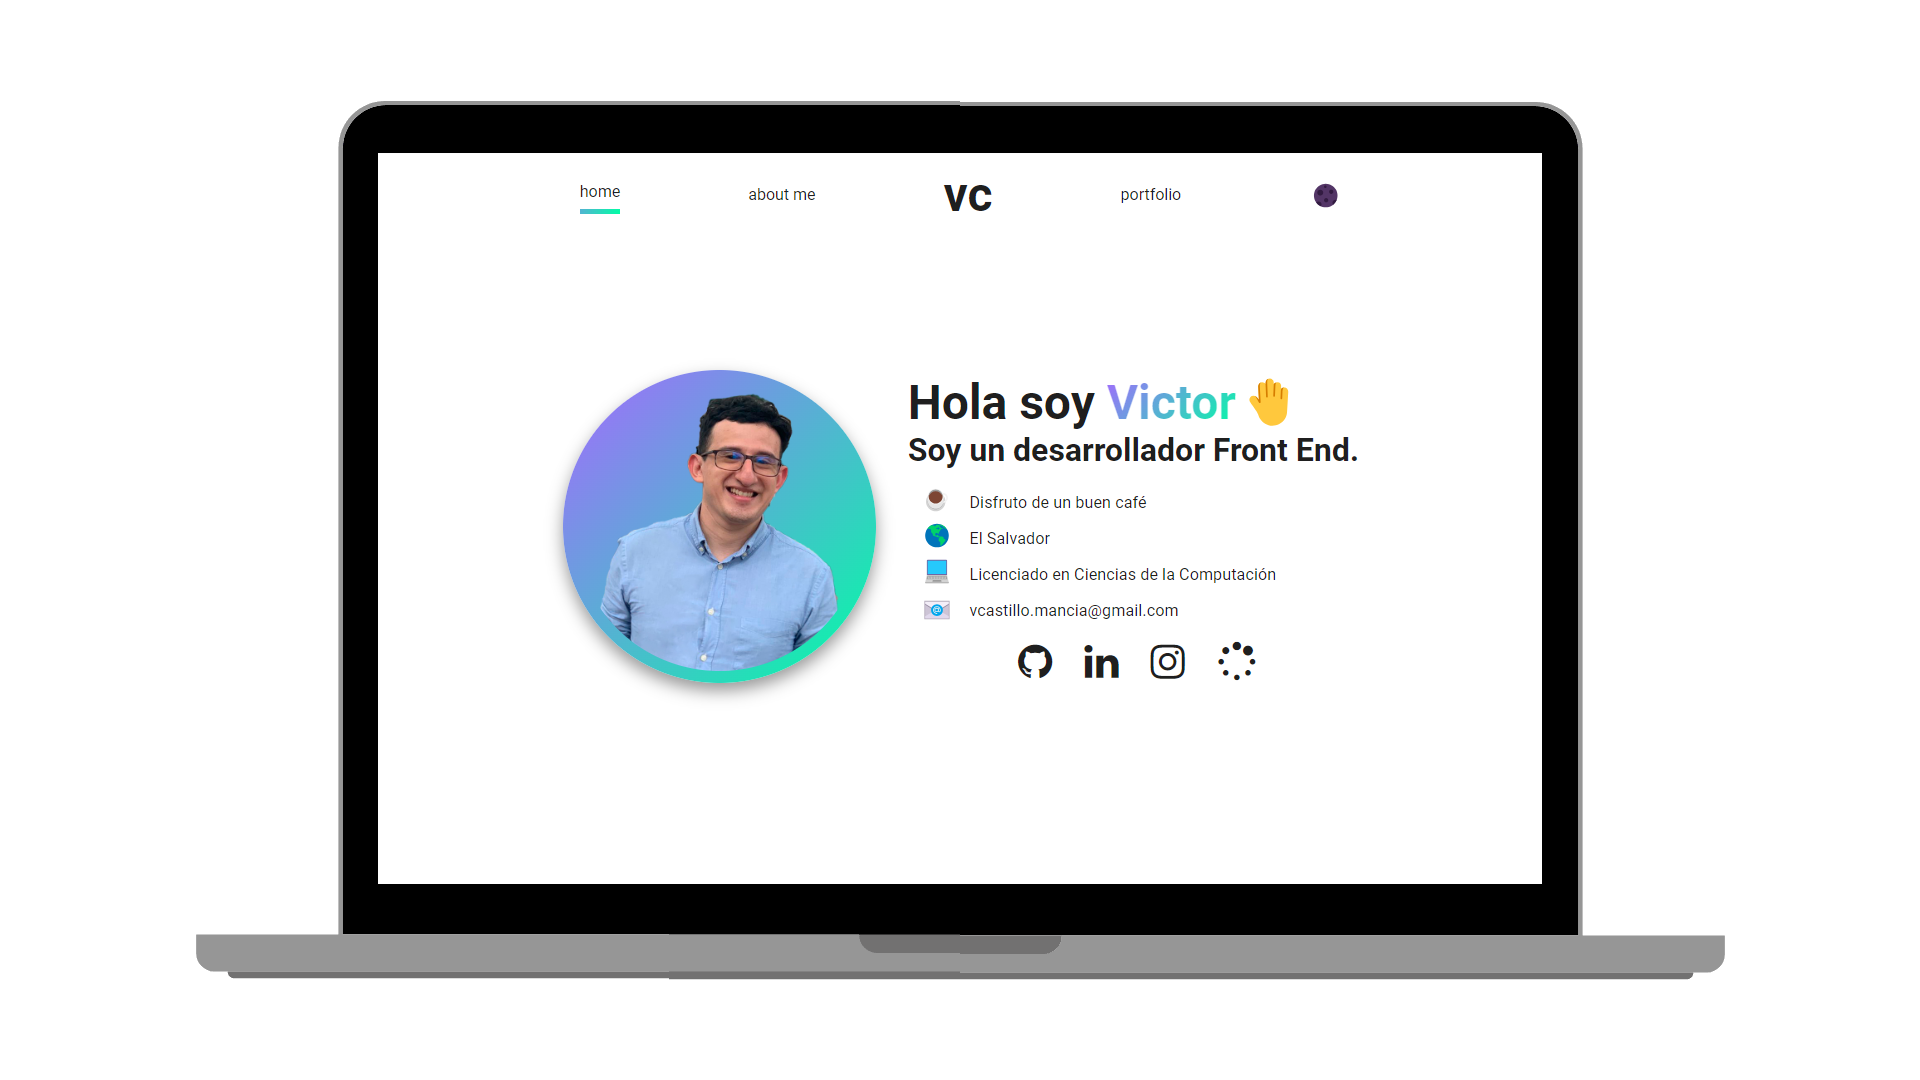 home
about me
vc
portfolio
Hola soy Victor
Soy un desarrollador Front End.
Disfruto de un buen café
El Salvador
Licenciado en Ciencias de la Computación
vcastillo.mancia@gmail.com
in